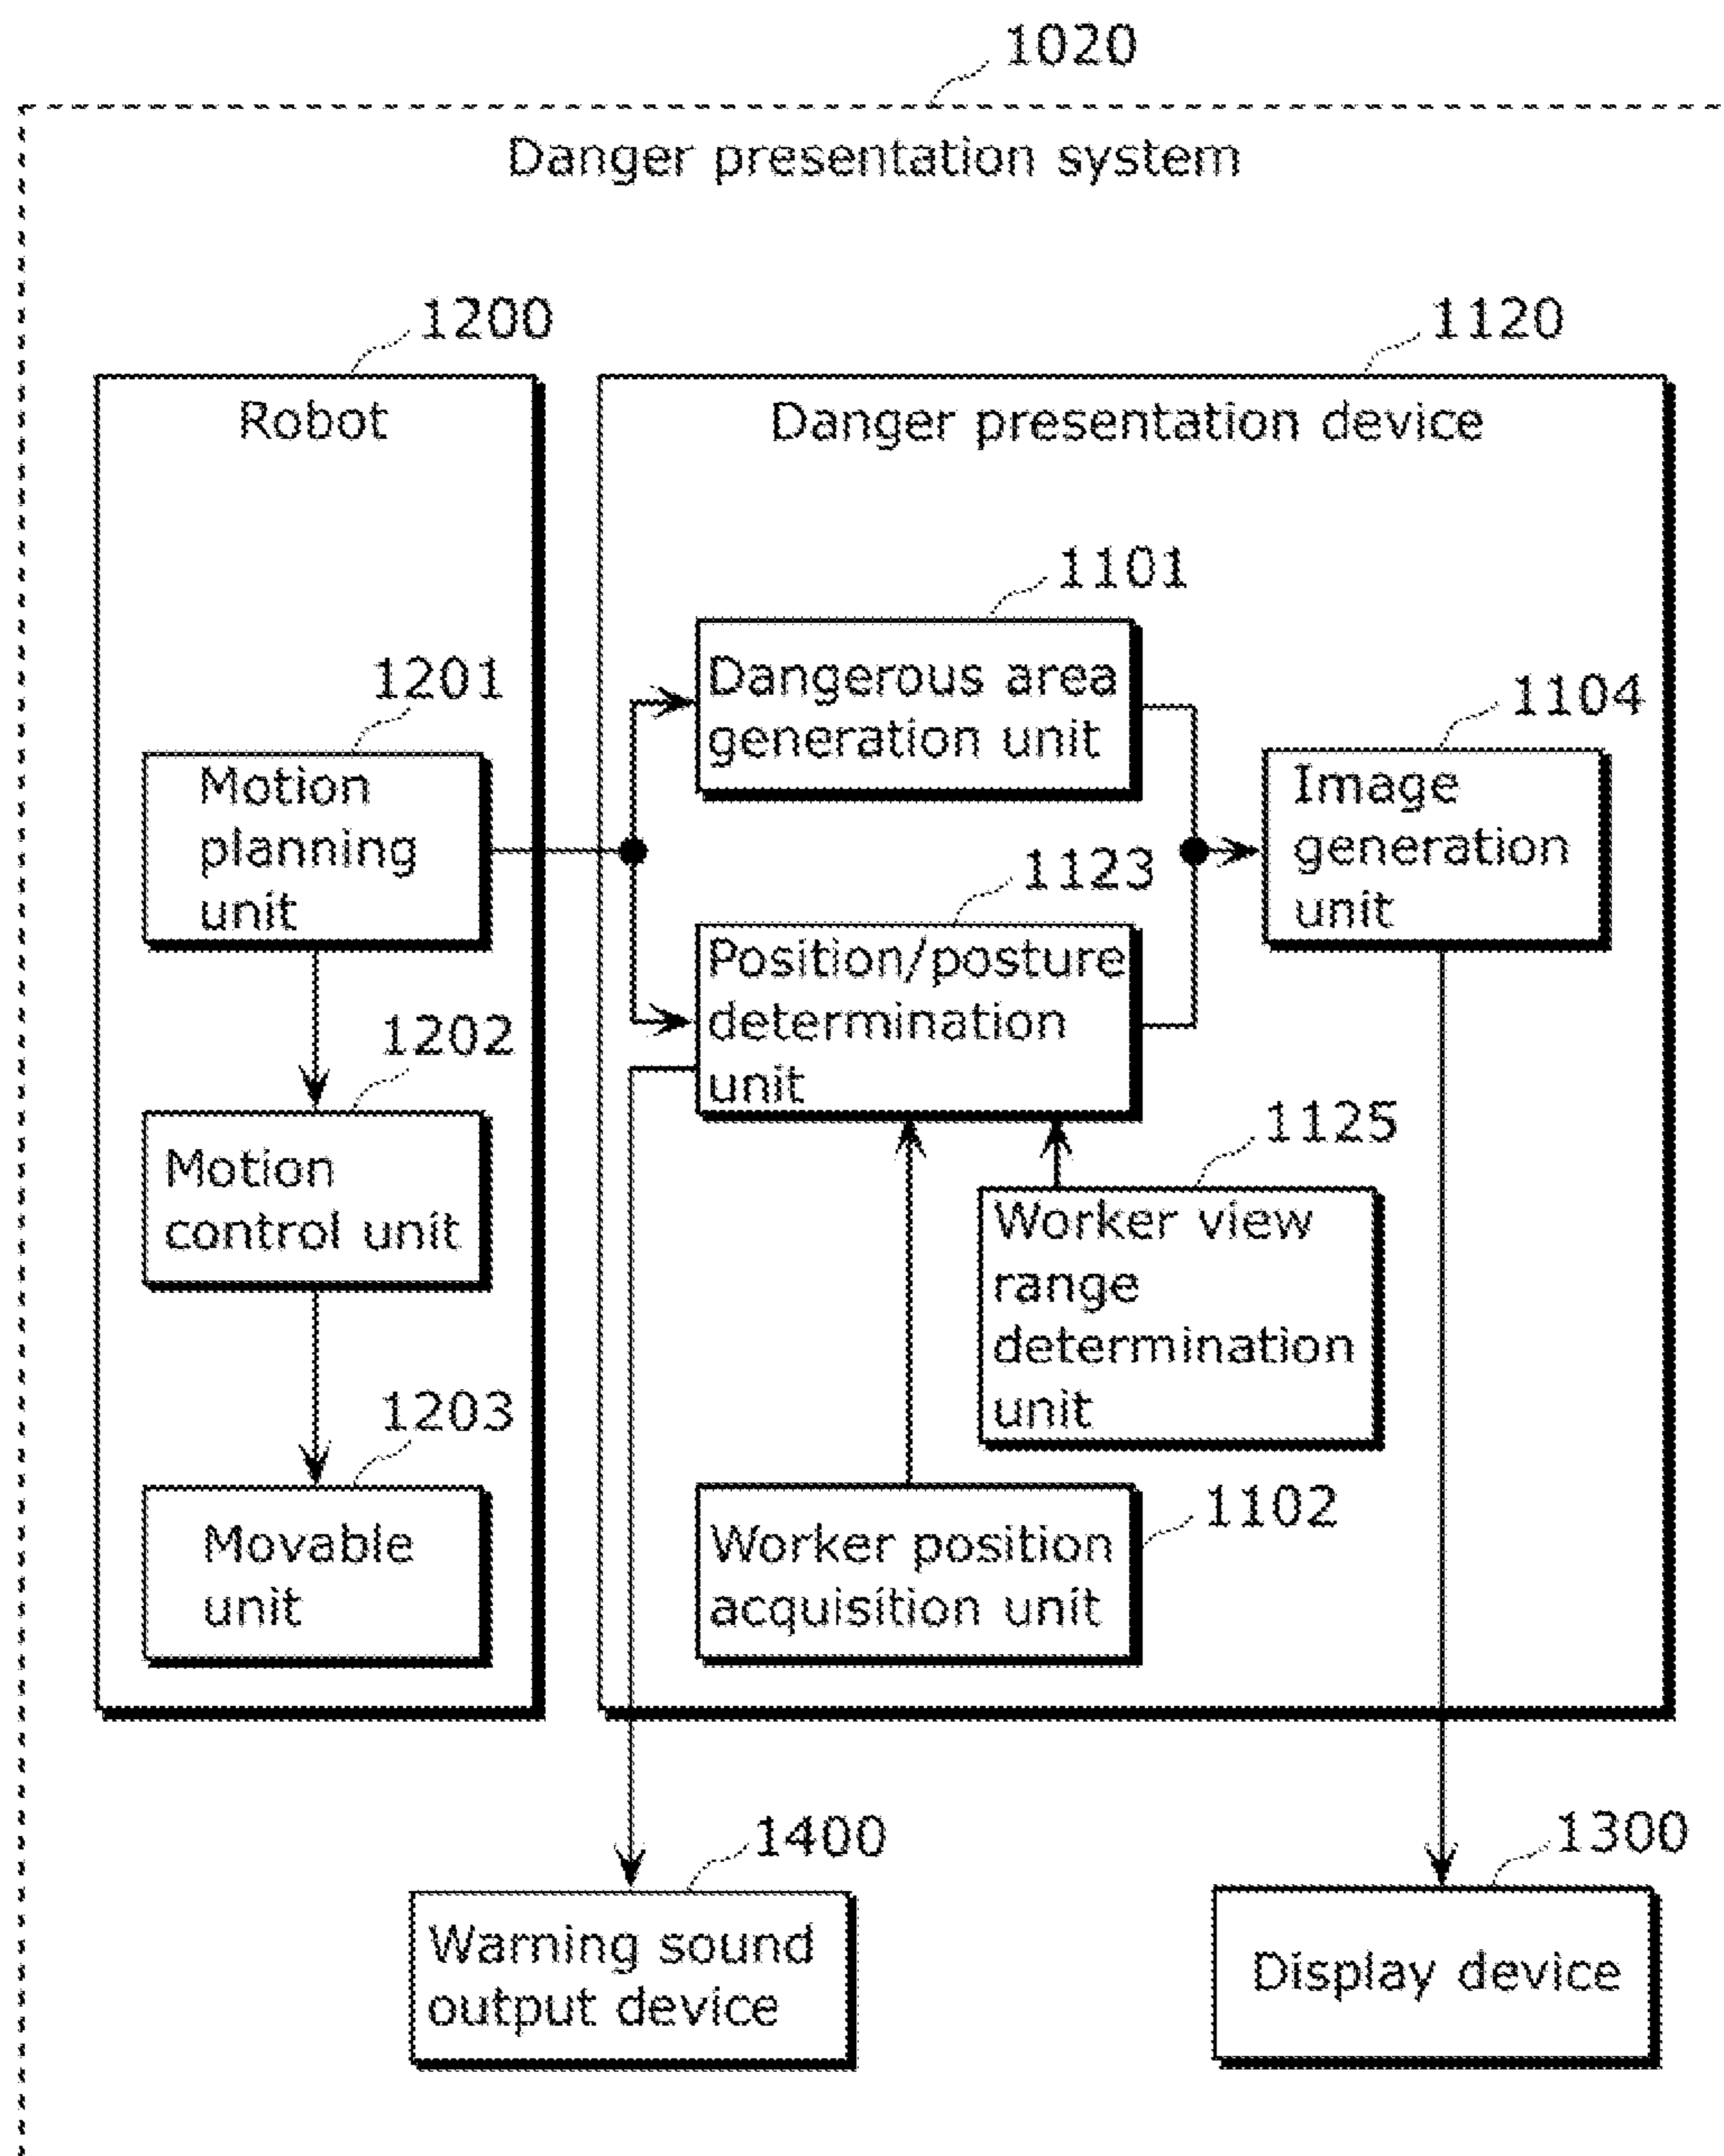 1020
Danger presentation system
1200
Robot
1120
Danger presentation device
1101
Dangerous area
generation unit
1201
Motion
planning
unit
1104
Image
generation
unit
1123
Position/posture
determination
unit
1202
Motion
control unit
1125
Worker view
range
determination
unit
1203
Movable
unit
1102
Worker position
acquisition unit
1400
Warning sound
output device
1300
Display device